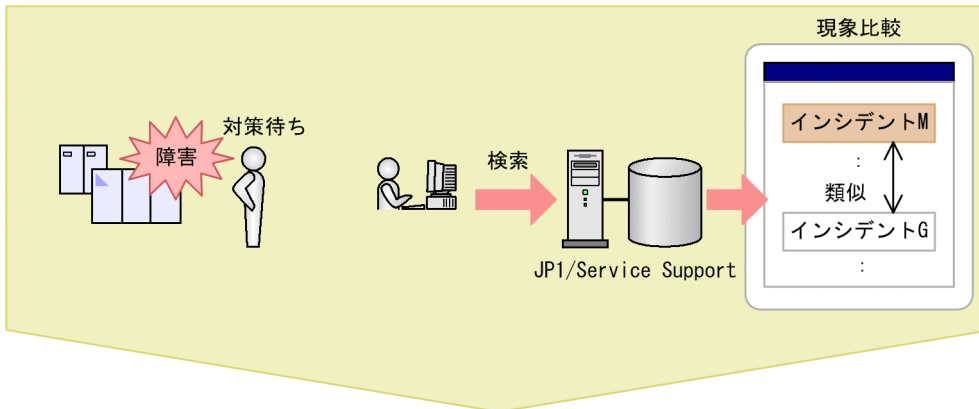 現象比較
インシデントM
対策待ち
障害
検索
:
類似
インシデントG
JP1/Service Support
: